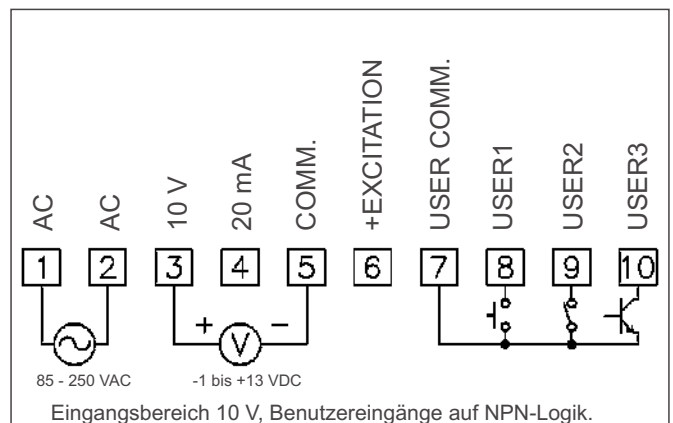 AC
AC
10 V
20 mA
COMM.
+EXCITATION
USER COMM.
USER1
USER2
USER3
1 2 3 4 5 6 7 8 9 10
+ V −
85 - 250 VAC
-1 bis +13 VDC
Eingangsbereich 10 V, Benutzereingänge auf NPN-Logik.